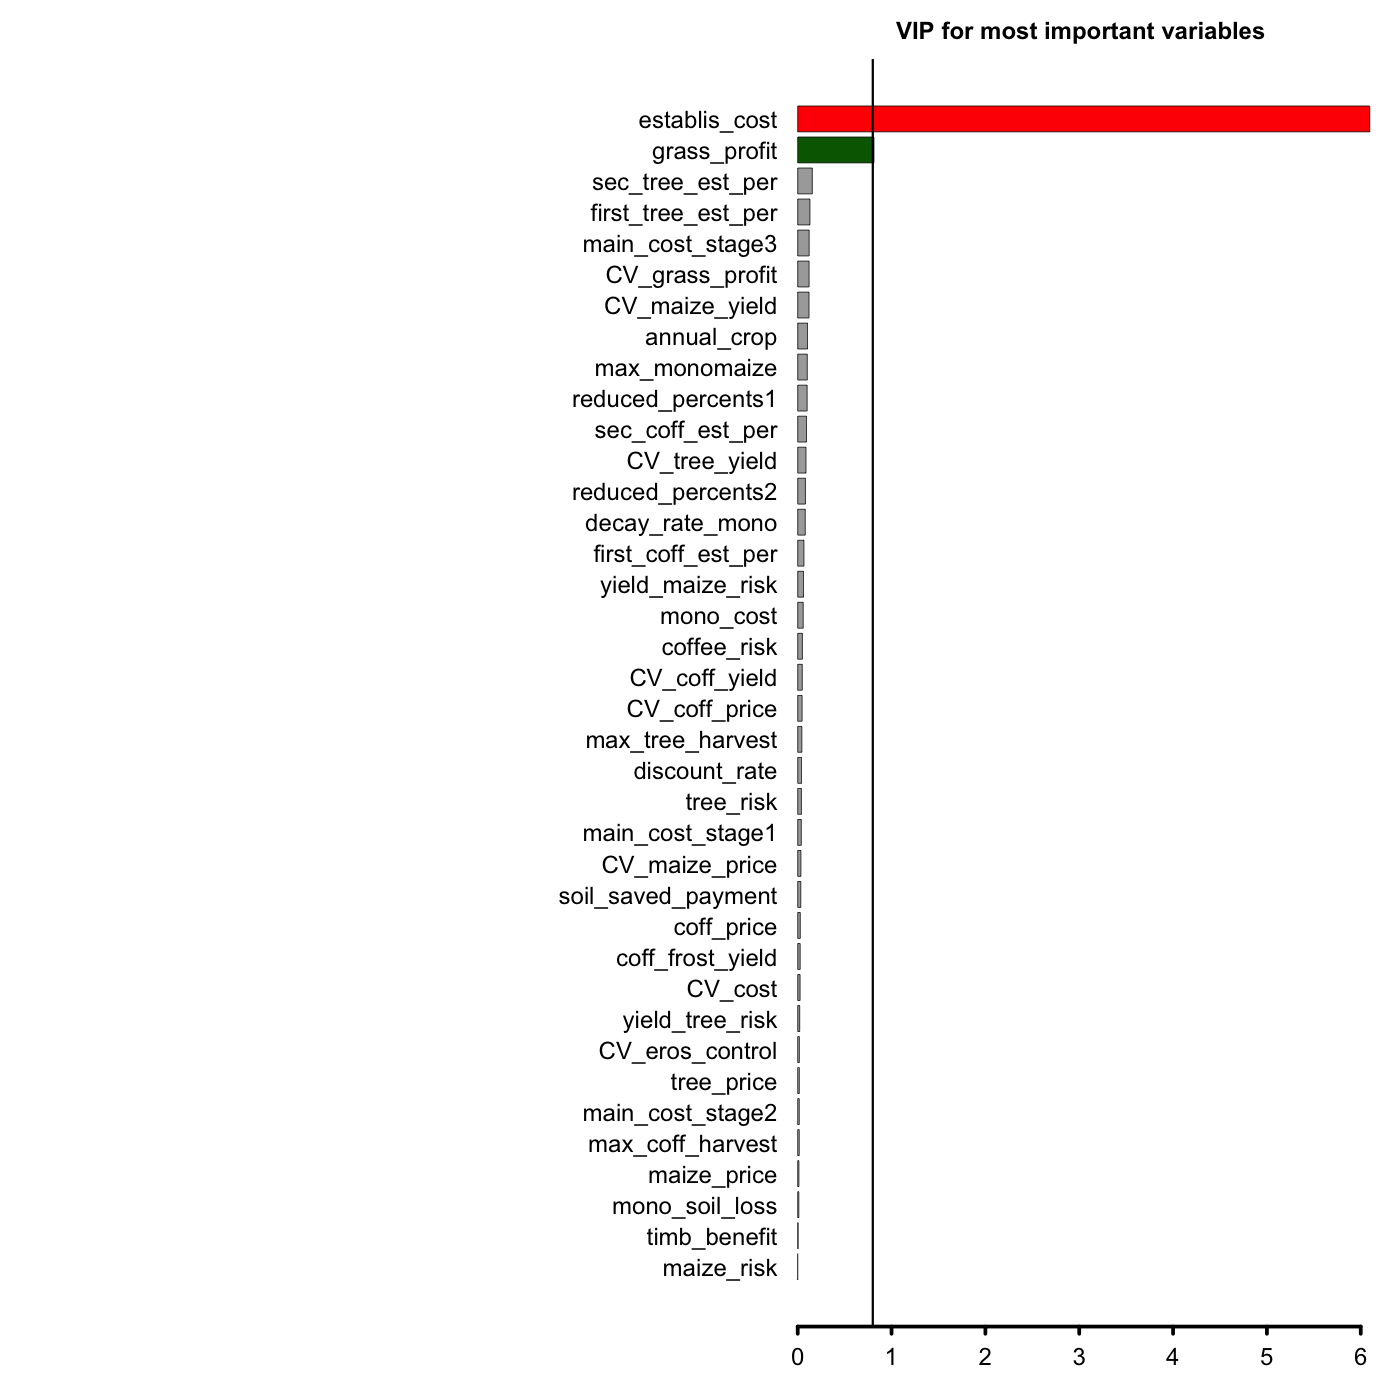 VIP for most important variables
establis_cost
grass_profit
sec_tree_est_per
first_tree_est_per
main_cost_stage3
CV_grass_profit
CV_maize_yield
annual_crop
max_monomaize
reduced_percents1
sec_coff_est_per
CV_tree_yield
reduced_percents2
decay_rate_mono
first_coff_est_per
yield_maize_risk
mono_cost
coffee_risk
CV_coff_yield
CV_coff_price
max_tree_harvest
discount_rate
tree_risk
main_cost_stage1
CV_maize_price
soil_saved_payment
coff_price
coff_frost_yield
CV_cost
yield_tree_risk
CV_eros_control
tree_price
main_cost_stage2
max_coff_harvest
maize_price
mono_soil_loss
timb_benefit
maize_risk
0 1 2 3 4 5 6